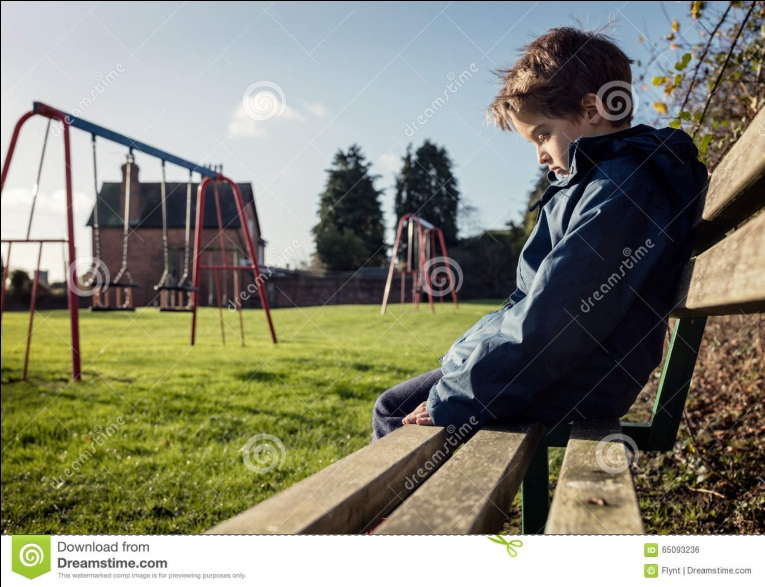 dreamstime.
dreamstime.
dreamstime.
dreamstime.
dreamstime.
dreamstime.
dreamstime.
Download from
Dreamstime.com
This watermarked comp image is for previewing purposes only.
ID 65093236
© Flynt | Dreamstime.com